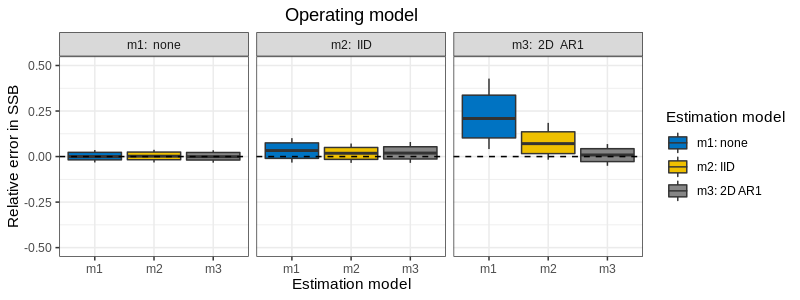 Operating model
m1: none
m2: IID
m3: 2D AR1
Relative error in SSB
0.50
0.25
0.00
-0.25
-0.50
m1 m2 m3
m1 m2 m3
m1 m2 m3
Estimation model
Estimation model
m1: none
m2: IID
m3: 2D AR1